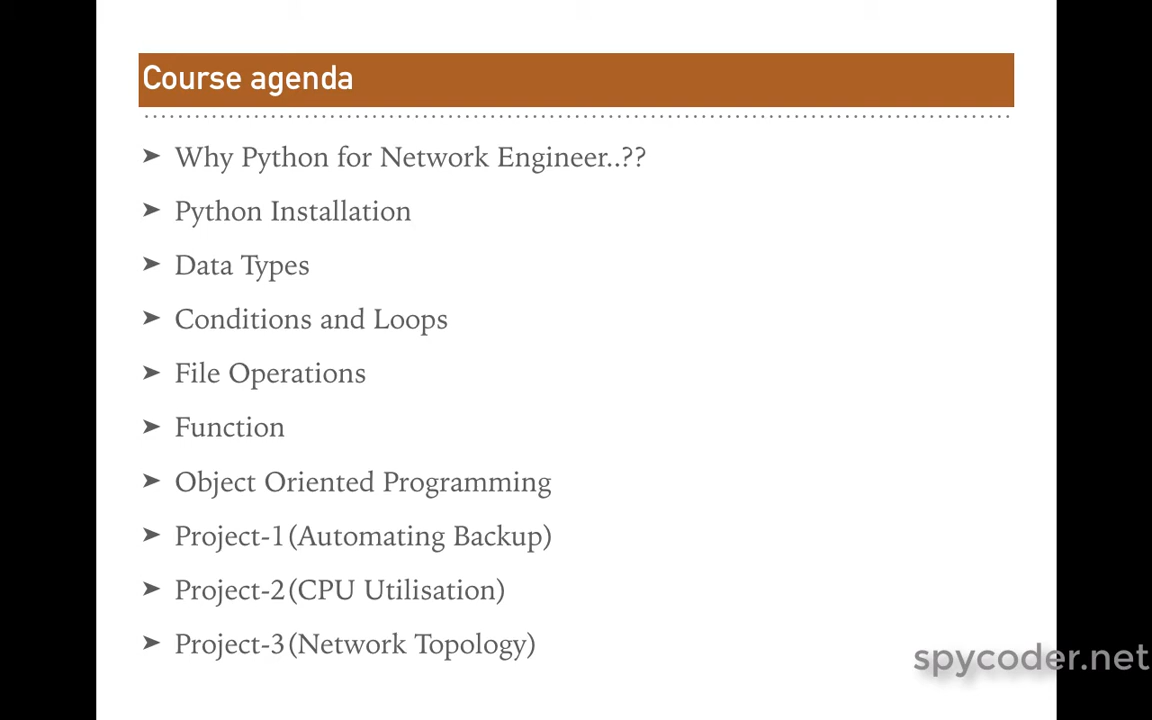 Course agenda
➤ Why Python for Network Engineer..??
➤ Python Installation
➤ Data Types
➤ Conditions and Loops
➤ File Operations
➤ Function
➤ Object Oriented Programming
➤ Project-1(Automating Backup)
➤ Project-2(CPU Utilisation)
➤ Project-3(Network Topology)
spycoder.net